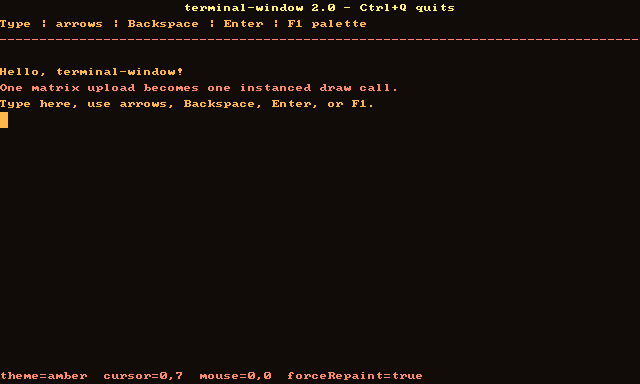 terminal-window 2.0 - Ctrl+Q quits
Type | arrows | Backspace | Enter | F1 palette
--------------------------------------------------------------------------------
Hello, terminal-window!
One matrix upload becomes one instanced draw call.
Type here, use arrows, Backspace, Enter, or F1.
theme=amber  cursor=0,7  mouse=0,0  forceRepaint=true